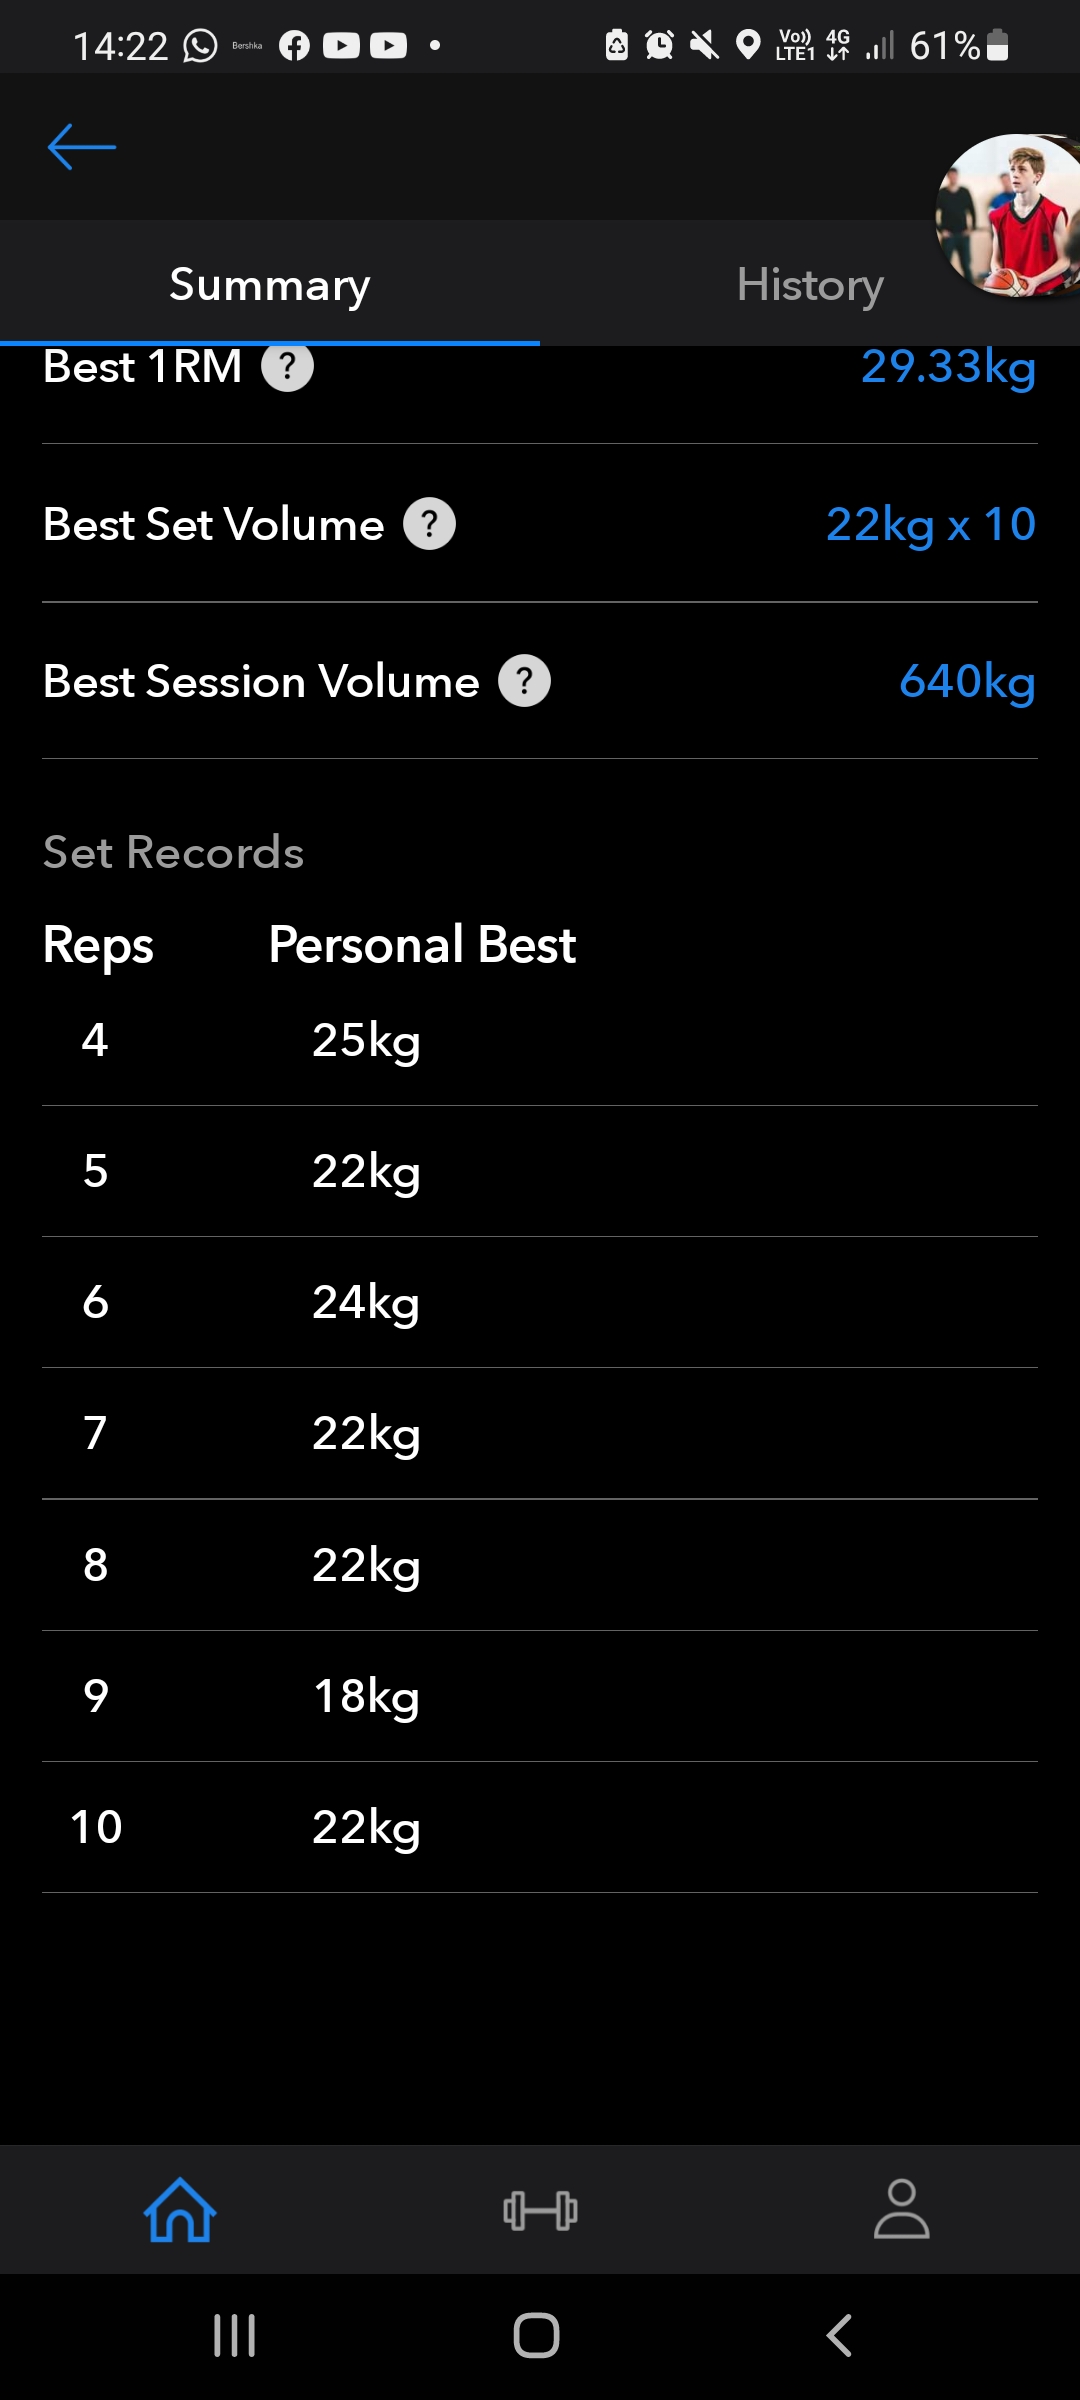 14:22 Bershka Vo)) LTE1 4G 61%
Summary History
Best 1RM ? 29.33kg
Best Set Volume ? 22kg x 10
Best Session Volume ? 640kg
Set Records
Reps Personal Best
4 25kg
5 22kg
6 24kg
7 22kg
8 22kg
9 18kg
10 22kg